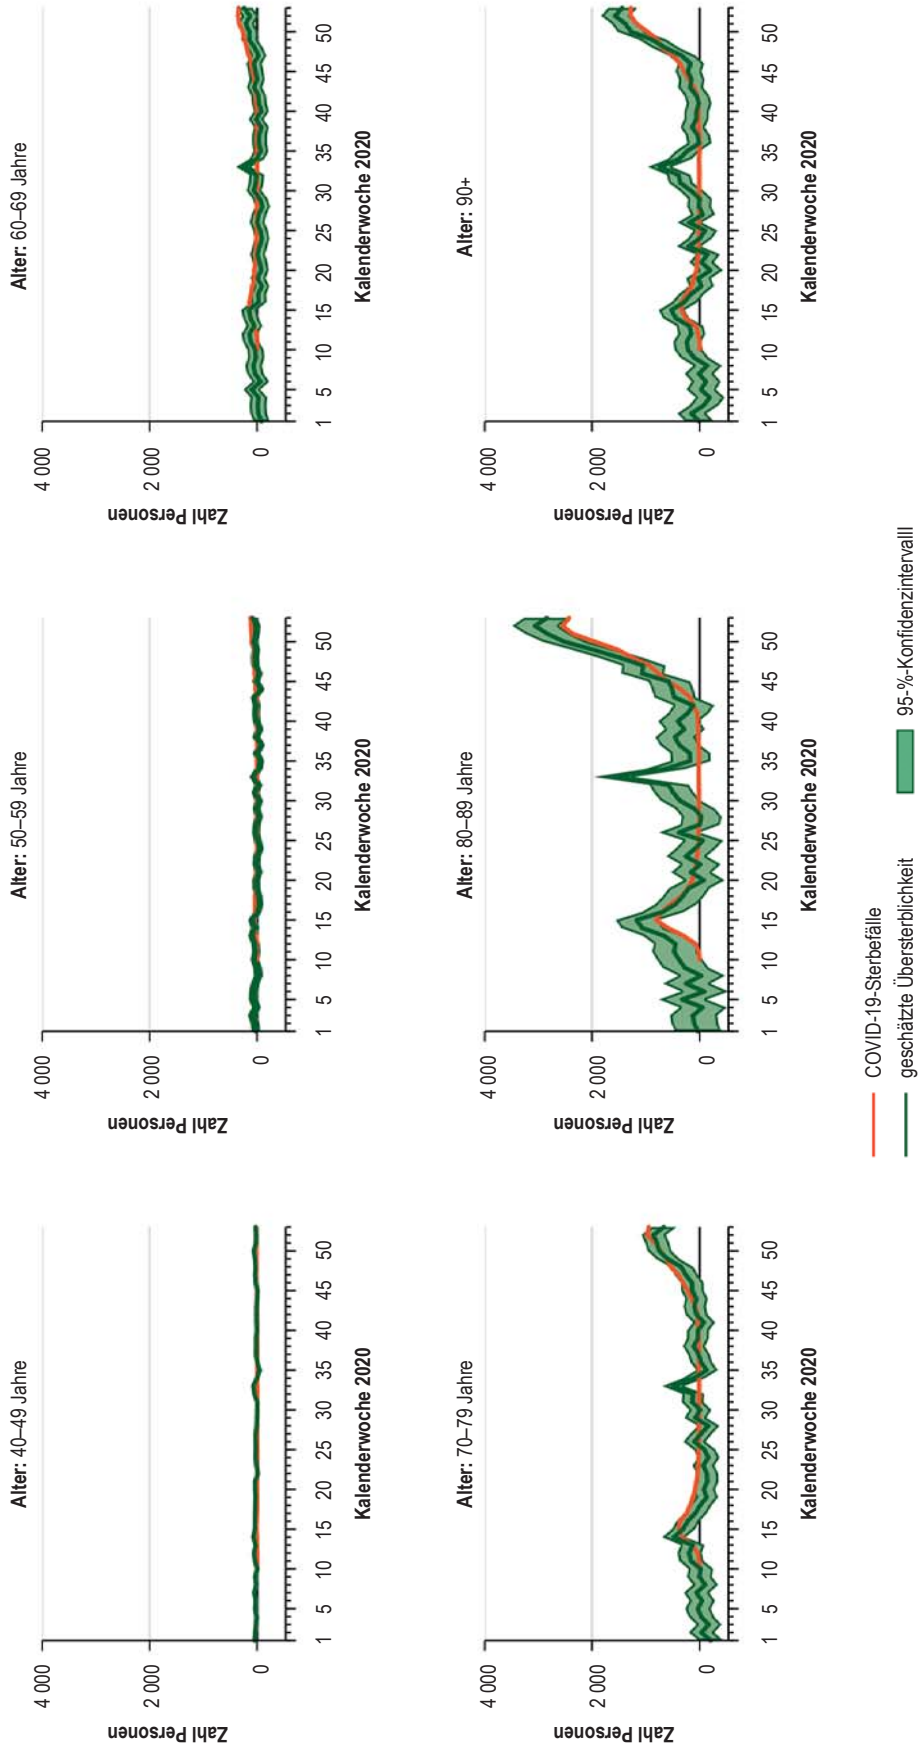 Alter: 40–49 Jahre
Zahl Personen
4 000
2 000
0
1 5 10 15 20 25 30 35 40 45 50
Kalenderwoche 2020
Alter: 50–59 Jahre
Zahl Personen
4 000
2 000
0
1 5 10 15 20 25 30 35 40 45 50
Kalenderwoche 2020
Alter: 60–69 Jahre
Zahl Personen
4 000
2 000
0
1 5 10 15 20 25 30 35 40 45 50
Kalenderwoche 2020
Alter: 70–79 Jahre
Zahl Personen
4 000
2 000
0
1 5 10 15 20 25 30 35 40 45 50
Kalenderwoche 2020
Alter: 80–89 Jahre
Zahl Personen
4 000
2 000
0
1 5 10 15 20 25 30 35 40 45 50
Kalenderwoche 2020
Alter: 90+
Zahl Personen
4 000
2 000
0
1 5 10 15 20 25 30 35 40 45 50
Kalenderwoche 2020
COVID-19-Sterbefälle
geschätzte Übersterblichkeit
95-%-Konfidenzintervalll